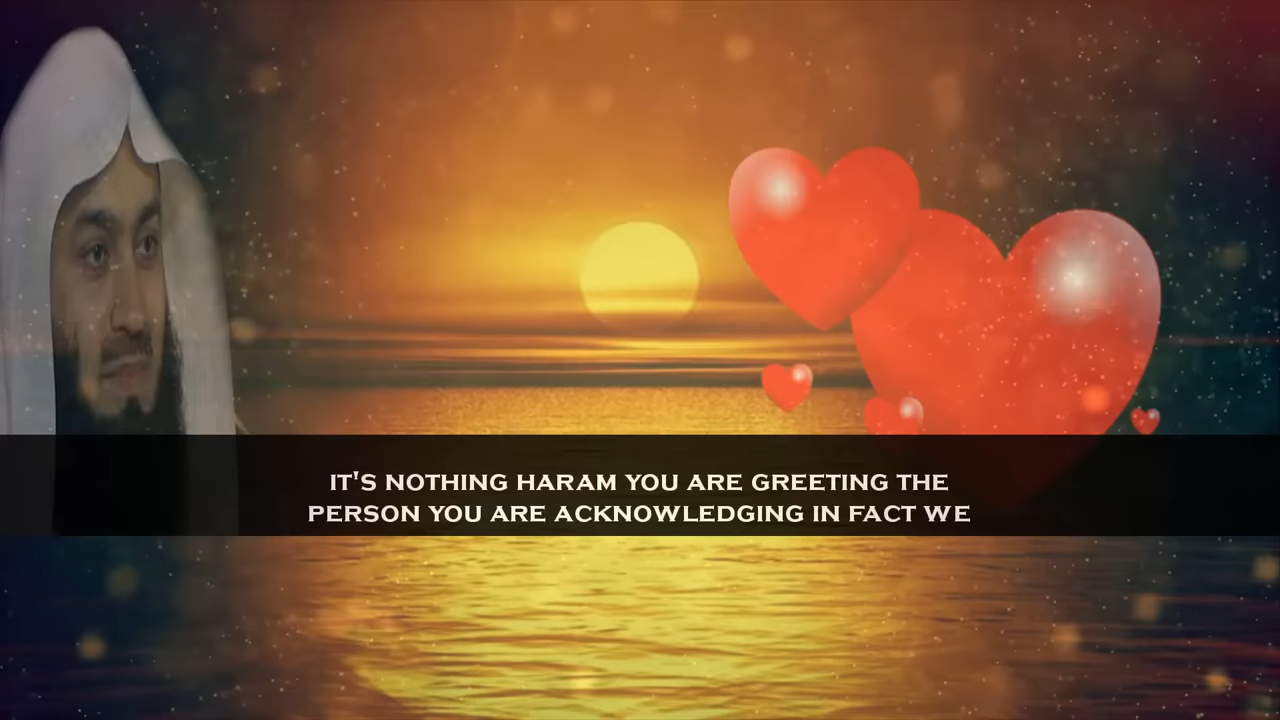 IT'S NOTHING HARAM YOU ARE GREETING THE
PERSON YOU ARE ACKNOWLEDGING IN FACT WE